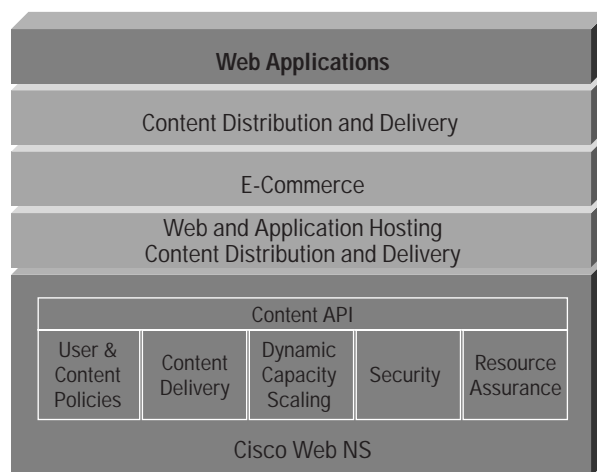 Web Applications
Content Distribution and Delivery
E-Commerce
Web and Application Hosting
Content Distribution and Delivery
Content API
User &
Content
Policies
Content
Delivery
Dynamic
Capacity
Scaling
Security
Resource
Assurance
Cisco Web NS